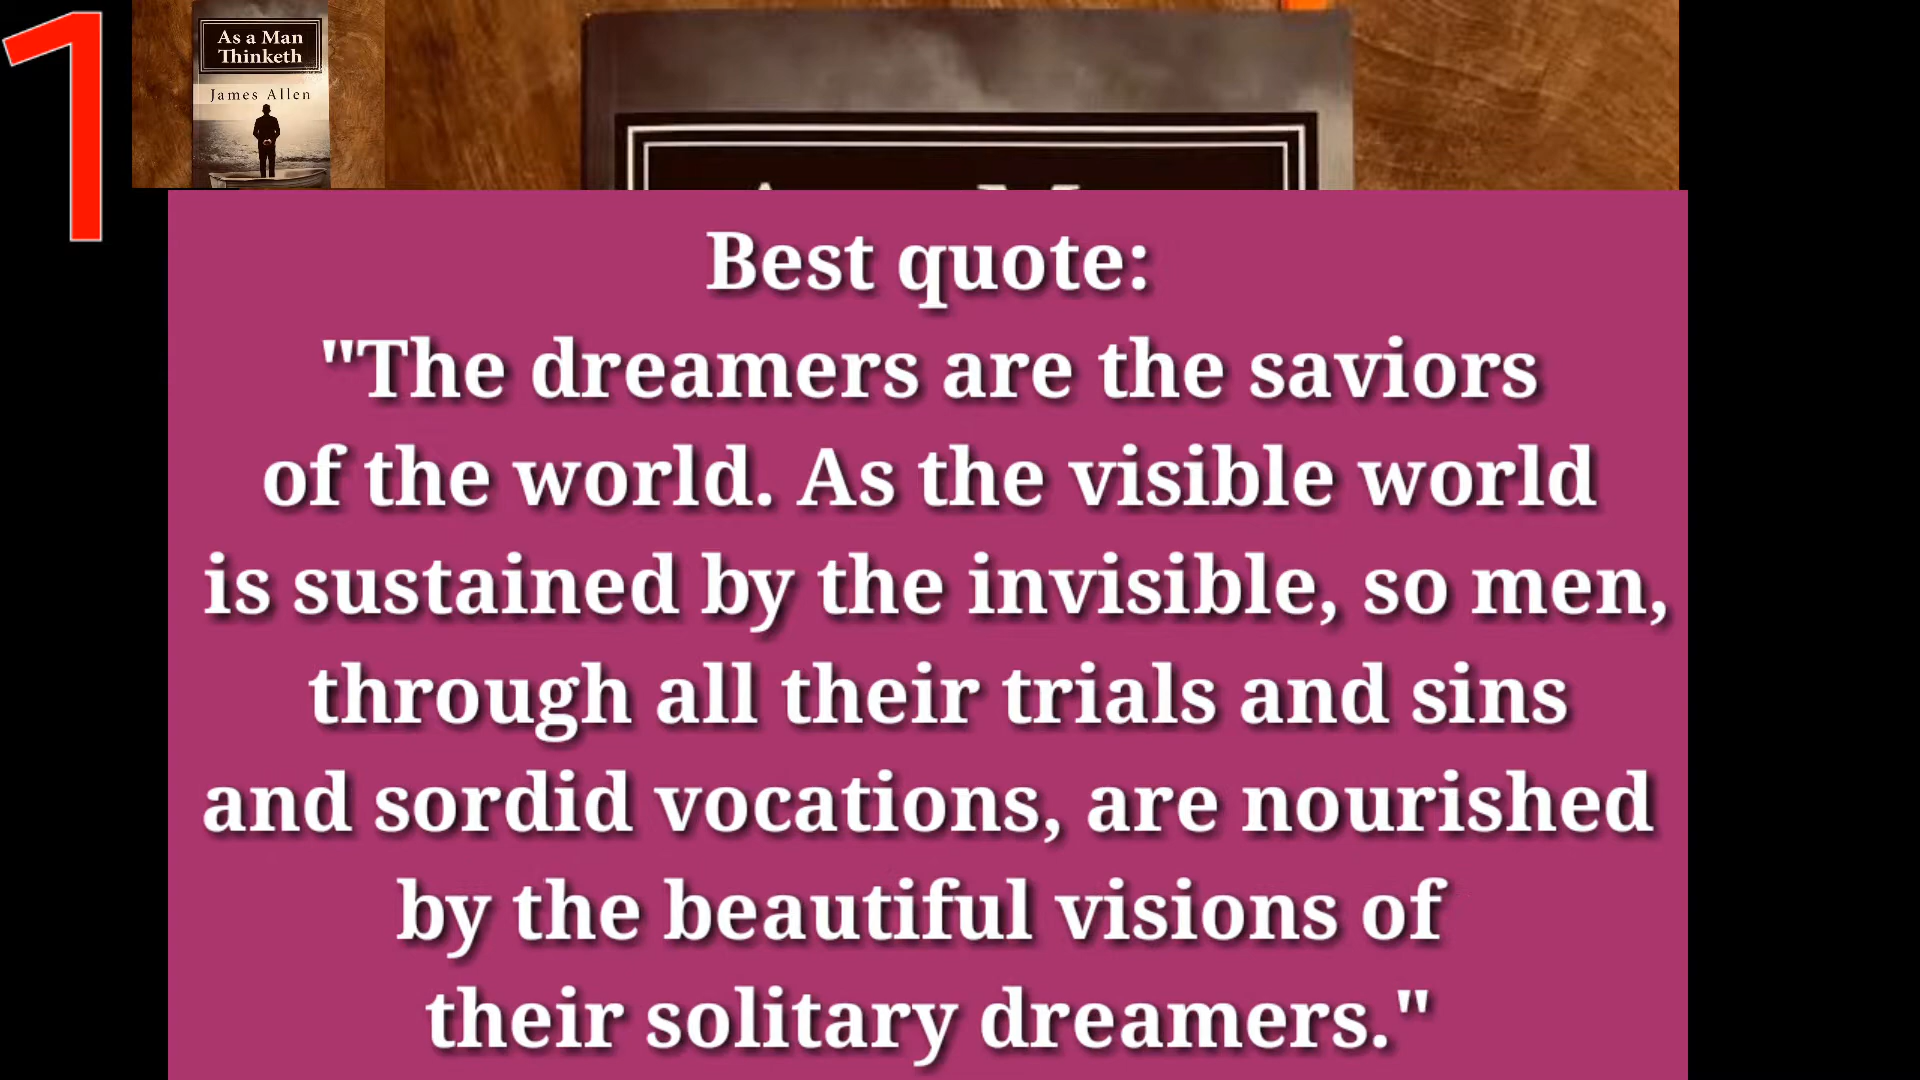 1
As a Man
Thinketh
James Allen
Best quote:
"The dreamers are the saviors
of the world. As the visible world
is sustained by the invisible, so men,
through all their trials and sins
and sordid vocations, are nourished
by the beautiful visions of
their solitary dreamers."